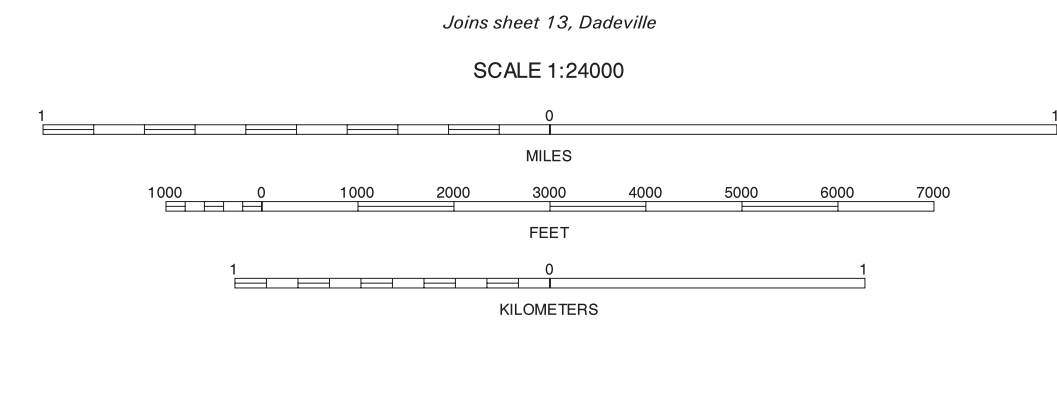 Joins sheet 13, Dadeville
SCALE 1:24000
1 0 1
MILES
1000 0 1000 2000 3000 4000 5000 6000 7000
FEET
1 0 1
KILOMETERS